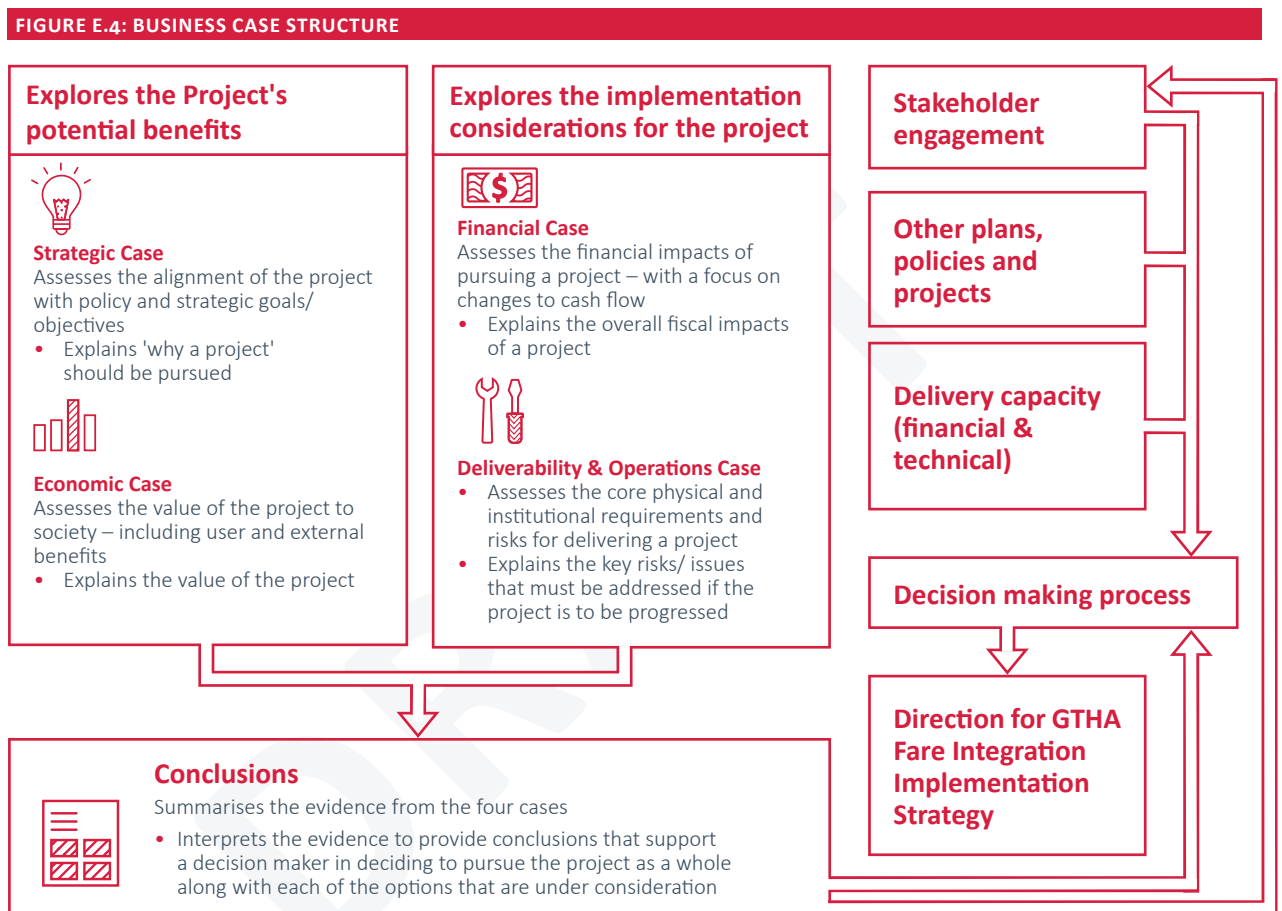 FIGURE E.4: BUSINESS CASE STRUCTURE
Explores the Project's
potential benefits
Strategic Case
Assesses the alignment of the project
with policy and strategic goals/
objectives
• Explains 'why a project'
should be pursued
Economic Case
Assesses the value of the project to
society – including user and external
benefits
• Explains the value of the project
Explores the implementation
considerations for the project
$
Financial Case
Assesses the financial impacts of
pursuing a project – with a focus on
changes to cash flow
• Explains the overall fiscal impacts
of a project
Deliverability & Operations Case
• Assesses the core physical and
institutional requirements and
risks for delivering a project
• Explains the key risks/ issues
that must be addressed if the
project is to be progressed
Conclusions
Summarises the evidence from the four cases
• Interprets the evidence to provide conclusions that support
a decision maker in deciding to pursue the project as a whole
along with each of the options that are under consideration
Stakeholder
engagement
Other plans,
policies and
projects
Delivery capacity
(financial &
technical)
Decision making process
Direction for GTHA
Fare Integration
Implementation
Strategy
DRAFT